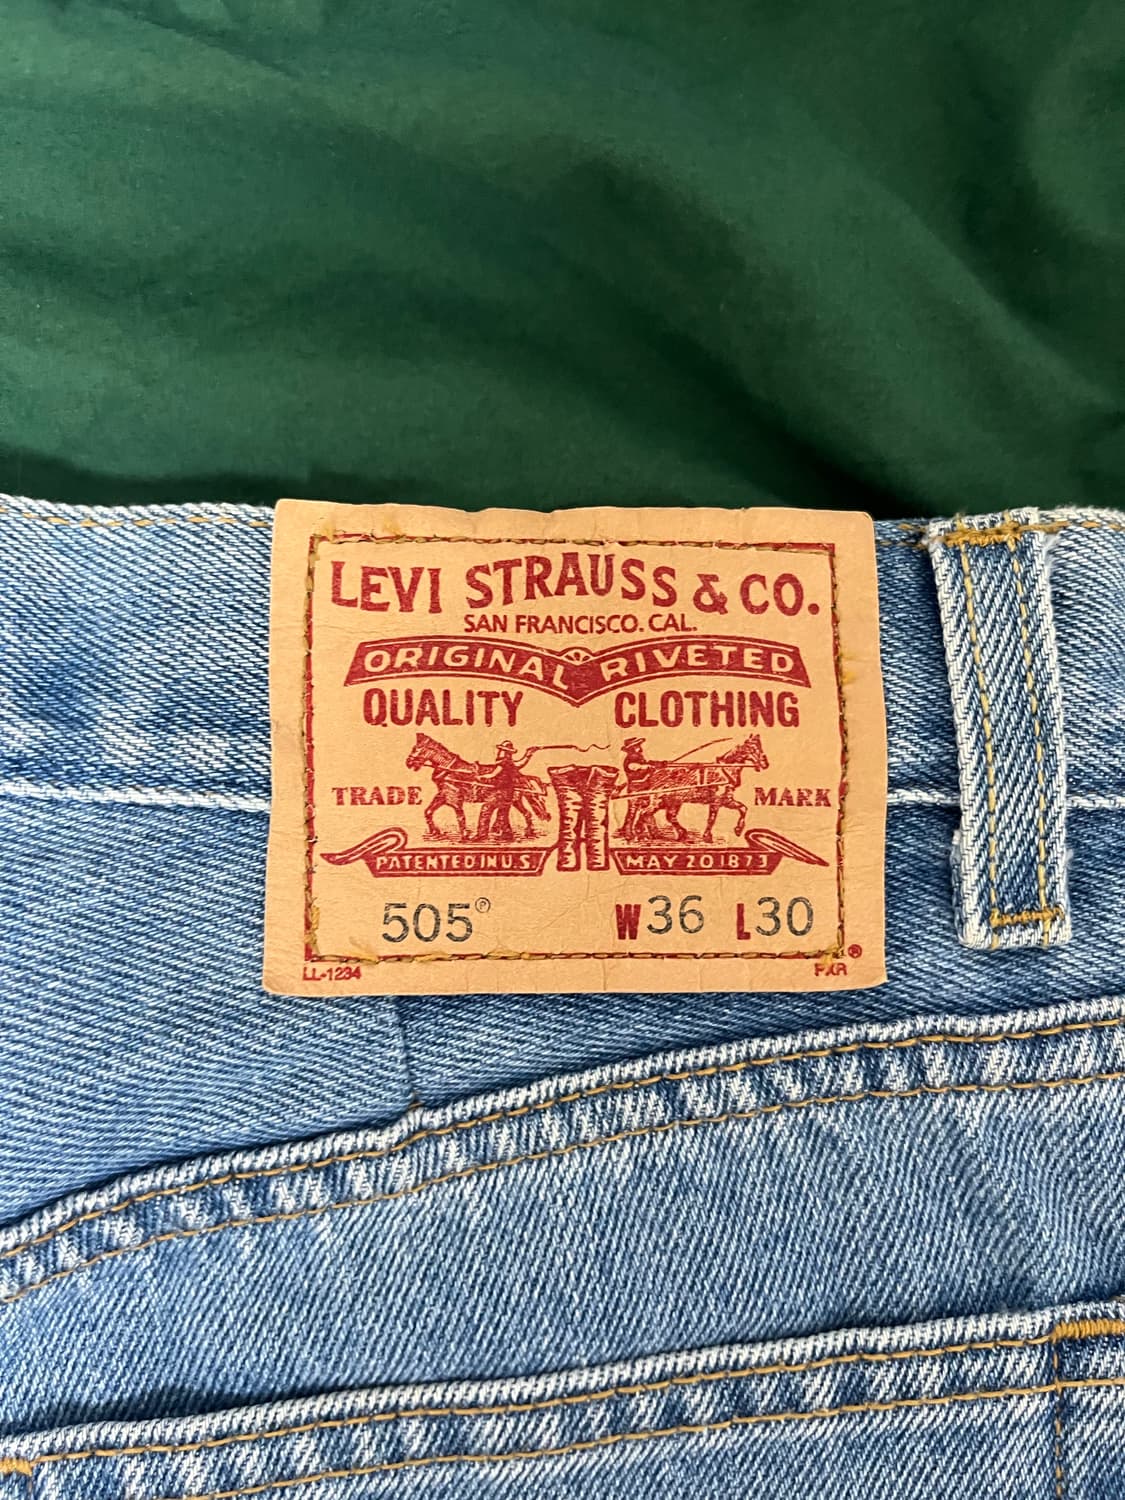 LEVI STRAUSS & CO.
SAN FRANCISCO. CAL.
ORIGINAL RIVETED
QUALITY CLOTHING
TRADE MARK
PATENTED IN U.S. MAY 20 1873
505® W36 L30
LL-1234 PXR ®